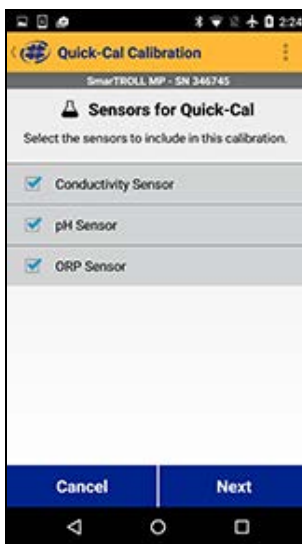 2:24
Quick-Cal Calibration
SmarTROLL MP - SN 346745
Sensors for Quick-Cal
Select the sensors to include in this calibration.
Conductivity Sensor
pH Sensor
ORP Sensor
Cancel Next